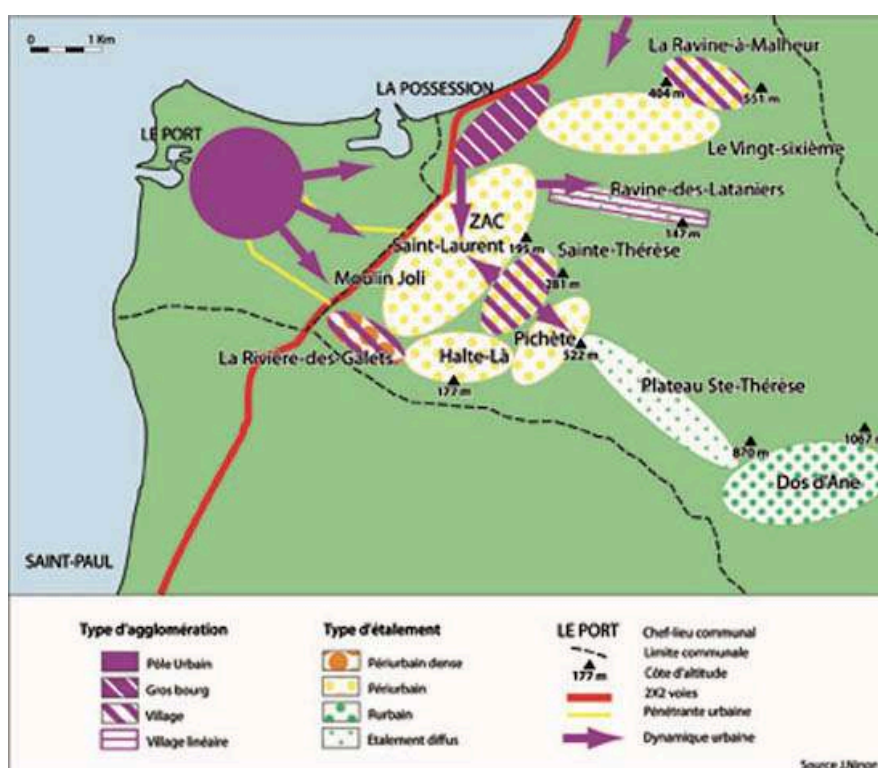 0 1 Km
La Ravine-à-Malheur
LA POSSESSION
404 m
551 m
LE PORT
Le Vingt-sixième
Ravine-des-Lataniers
ZAC
147 m
Saint-Laurent
195 m
Sainte-Thérèse
Moulin Joli
281 m
Pichète
La Rivière-des-Galets
Halte-Là
522 m
177 m
Plateau Ste-Thérèse
1067 m
870 m
Dos d'Ane
SAINT-PAUL
Type d'agglomération
Pôle Urbain
Gros bourg
Village
Village linéaire
Type d'étalement
Périurbain dense
Périurbain
Rurbain
Etalement diffus
LE PORT Chef-lieu communal
Limite communale
177 m Côte d'altitude
2X2 voies
Pénétrante urbaine
Dynamique urbaine
Source J.Ninon